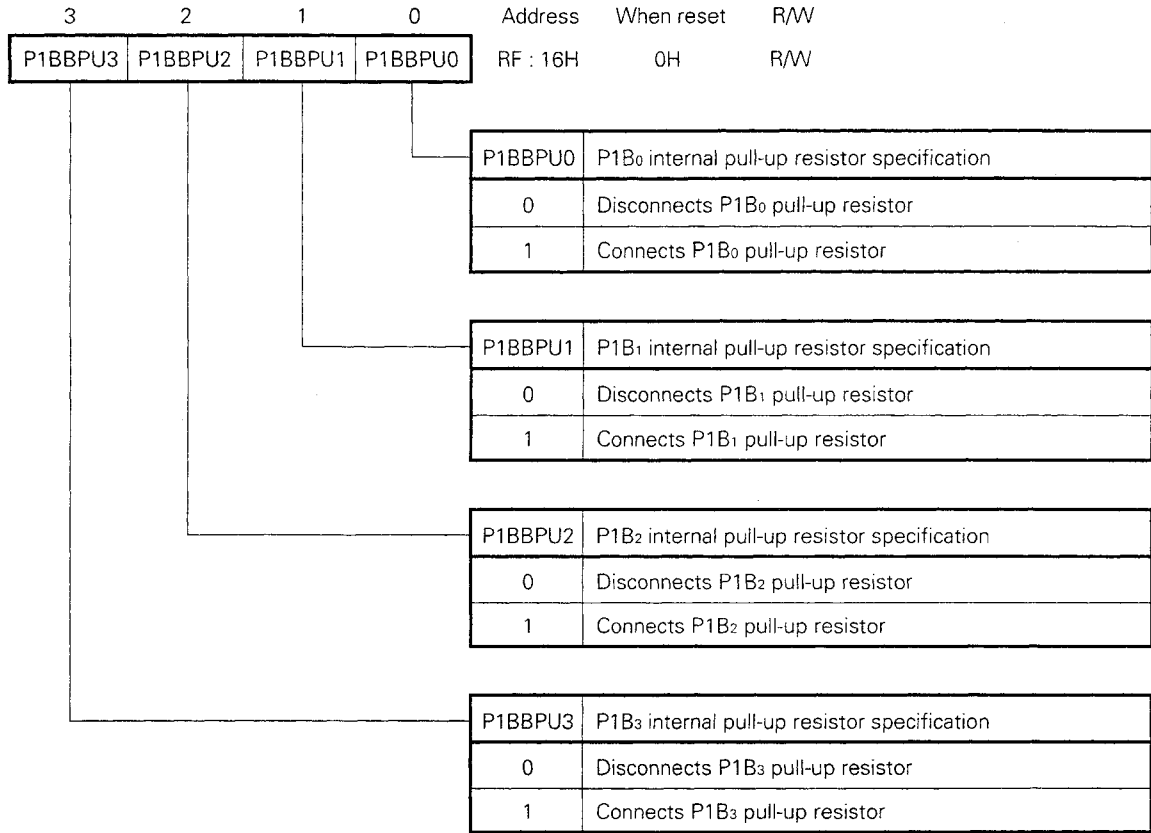 3 2 1 0 Address When reset R/W
P1BBPU3 P1BBPU2 P1BBPU1 P1BBPU0 RF : 16H 0H R/W
P1BBPU0 P1B₀ internal pull-up resistor specification
0 Disconnects P1B₀ pull-up resistor
1 Connects P1B₀ pull-up resistor
P1BBPU1 P1B₁ internal pull-up resistor specification
0 Disconnects P1B₁ pull-up resistor
1 Connects P1B₁ pull-up resistor
P1BBPU2 P1B₂ internal pull-up resistor specification
0 Disconnects P1B₂ pull-up resistor
1 Connects P1B₂ pull-up resistor
P1BBPU3 P1B₃ internal pull-up resistor specification
0 Disconnects P1B₃ pull-up resistor
1 Connects P1B₃ pull-up resistor